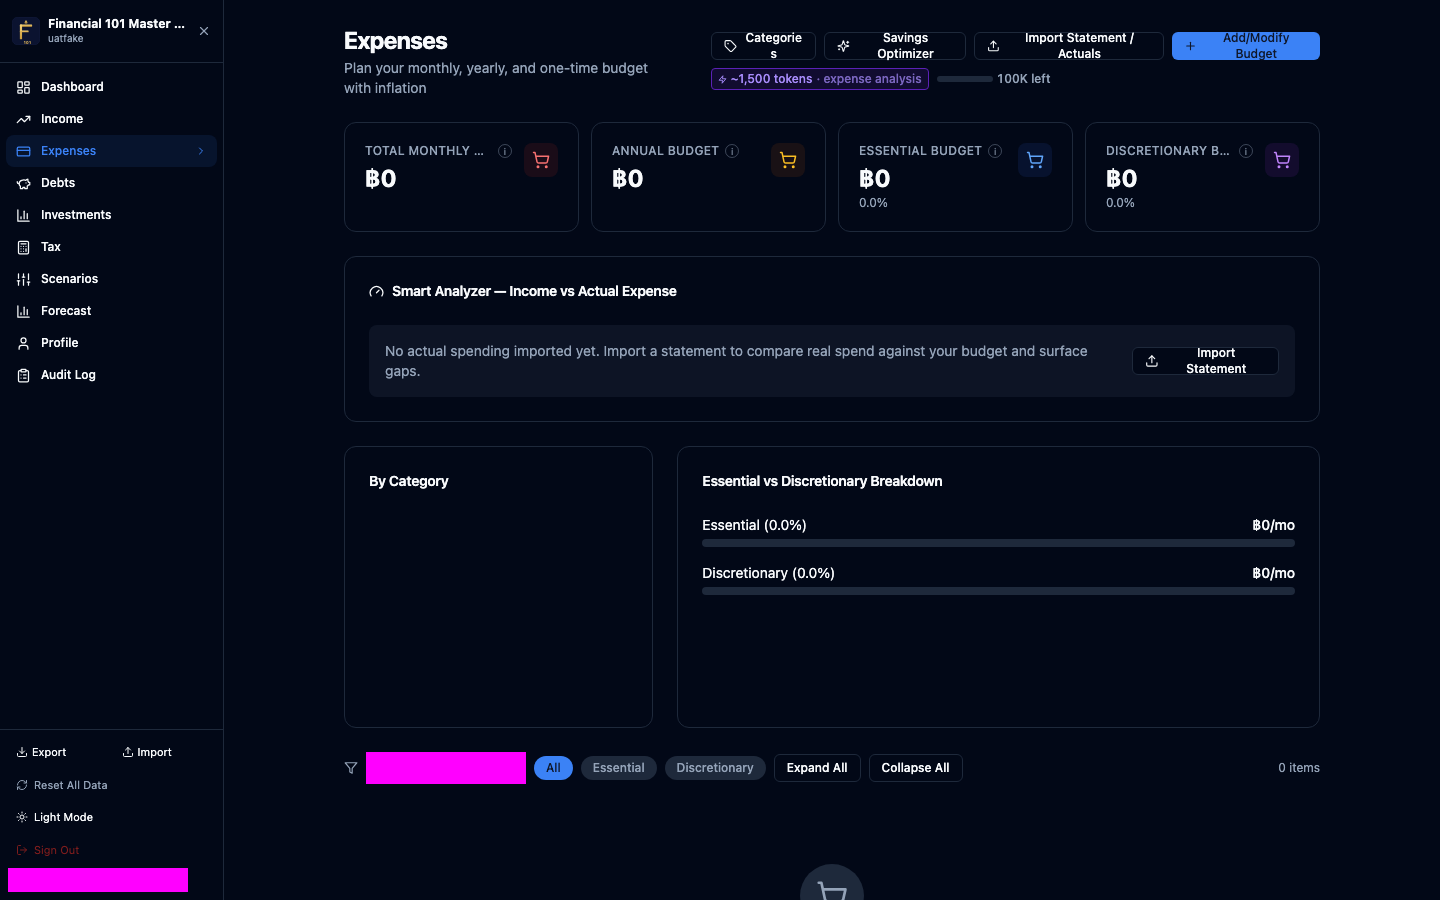 Financial 101 Master ...
uatfake
Dashboard
Income
Expenses
Debts
Investments
Tax
Scenarios
Forecast
Profile
Audit Log
Export
Import
Reset All Data
Light Mode
Sign Out
Expenses
Plan your monthly, yearly, and one-time budget
with inflation
Categorie
s
Savings
Optimizer
Import Statement /
Actuals
Add/Modify
Budget
~1,500 tokens · expense analysis
100K left
TOTAL MONTHLY ...
฿0
ANNUAL BUDGET
฿0
ESSENTIAL BUDGET
฿0
0.0%
DISCRETIONARY B...
฿0
0.0%
Smart Analyzer — Income vs Actual Expense
No actual spending imported yet. Import a statement to compare real spend against your budget and surface
gaps.
Import
Statement
By Category
Essential vs Discretionary Breakdown
Essential (0.0%)
฿0/mo
Discretionary (0.0%)
฿0/mo
All
Essential
Discretionary
Expand All
Collapse All
0 items